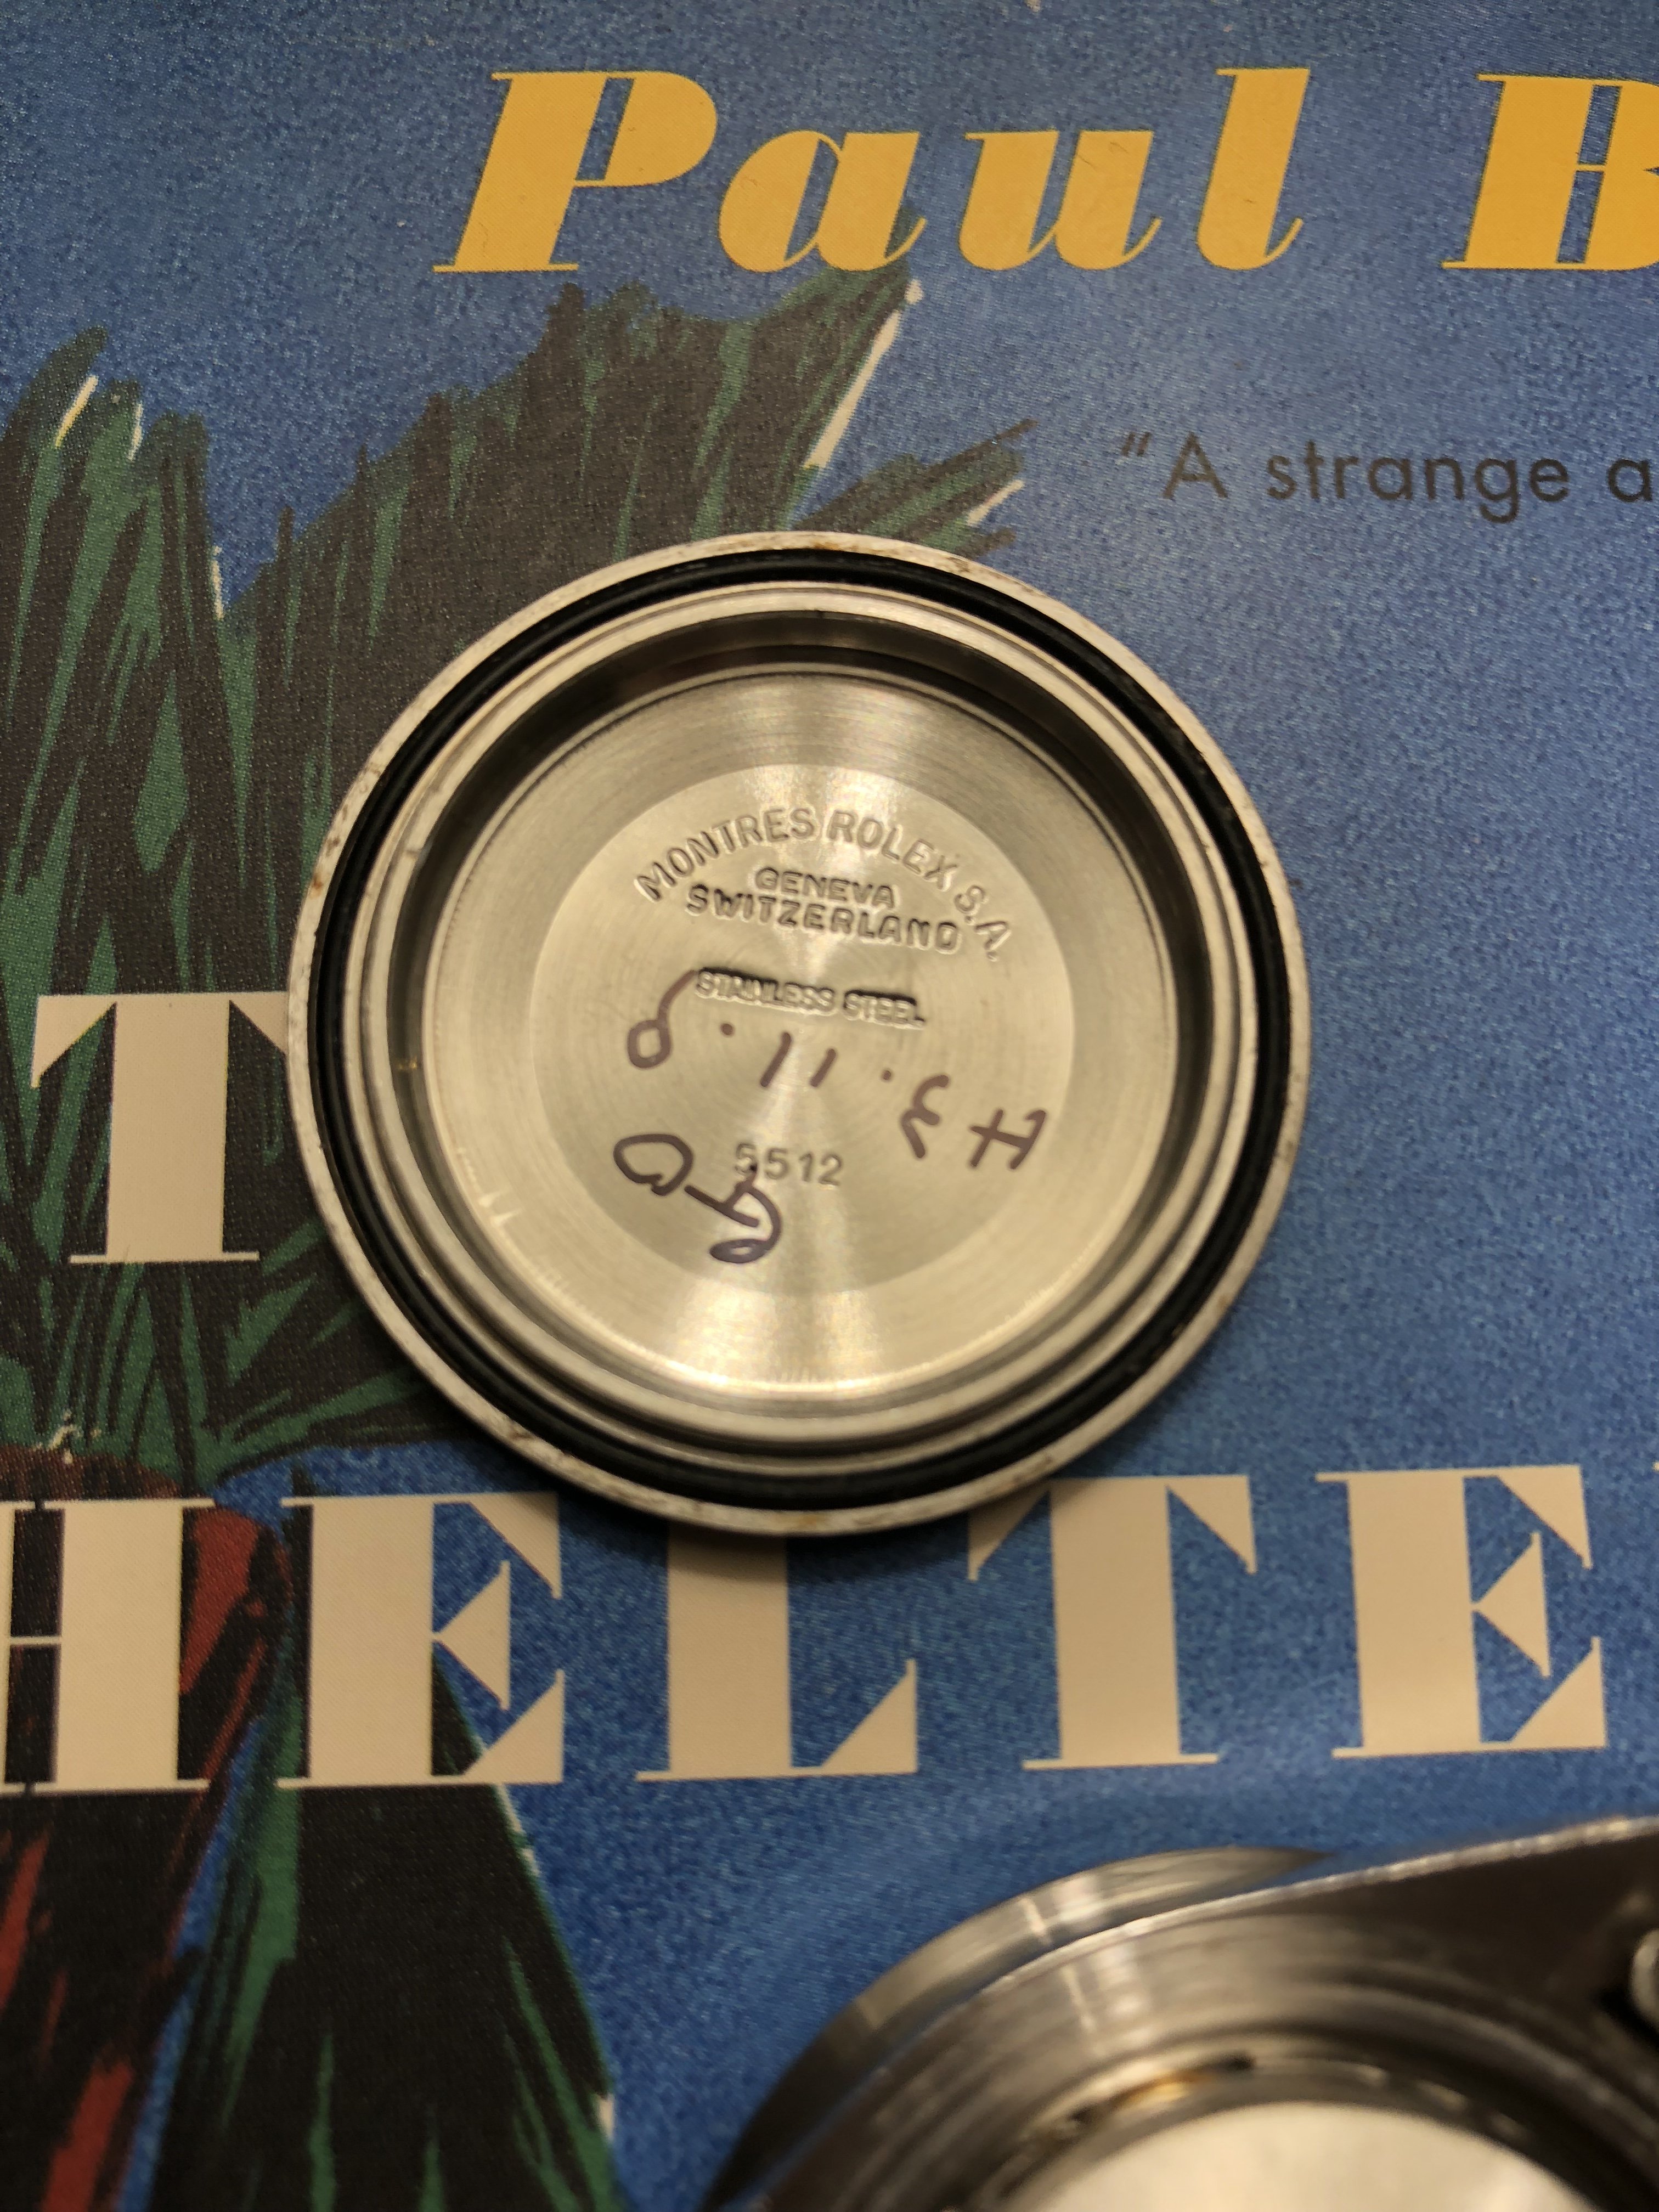 Paul B
"A strange a
T
HELTE
MONTRES ROLEX S.A.
GENEVA
SWITZERLAND
STAINLESS STEEL
5512